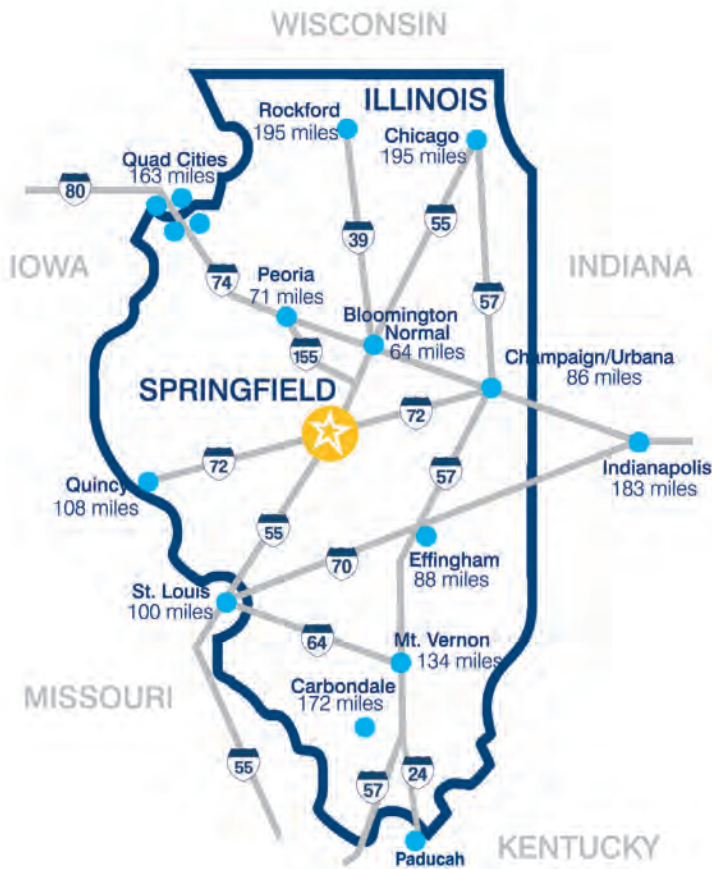 WISCONSIN
ILLINOIS
Rockford
195 miles
Chicago
195 miles
Quad Cities
163 miles
80
55
39
IOWA
INDIANA
74
Peoria
71 miles
57
Bloomington
Normal
64 miles
155
Champaign/Urbana
86 miles
SPRINGFIELD
72
72
57
Indianapolis
183 miles
Quincy
108 miles
55
70
Effingham
88 miles
St. Louis
100 miles
64
Mt. Vernon
134 miles
Carbondale
172 miles
MISSOURI
55
57
24
Paducah
KENTUCKY